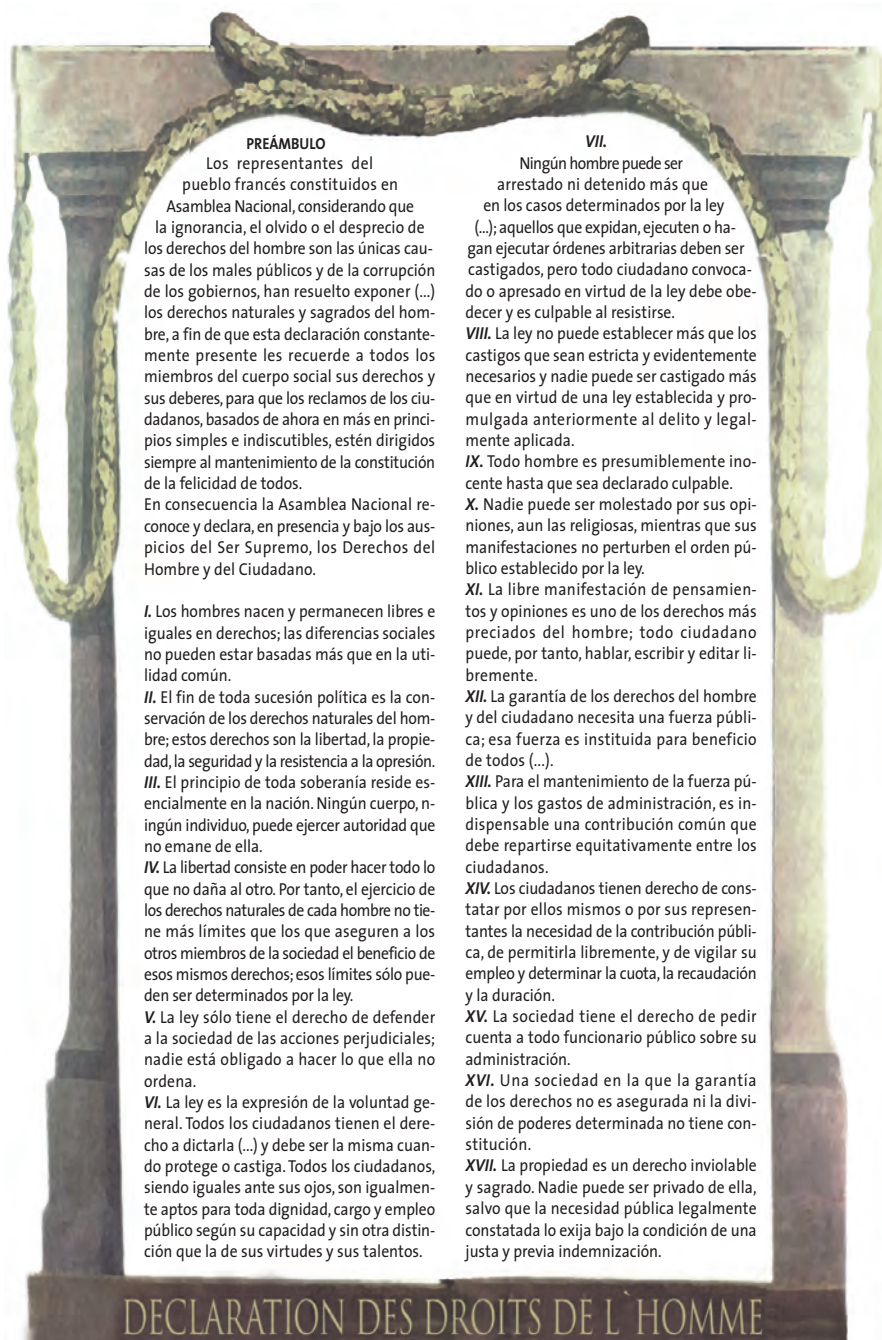 PREÁMBULO
Los representantes del
pueblo francés constituidos en
Asamblea Nacional, considerando que
la ignorancia, el olvido o el desprecio de
los derechos del hombre son las únicas cau-
sas de los males públicos y de la corrupción
de los gobiernos, han resuelto exponer (...)
los derechos naturales y sagrados del hom-
bre, a fin de que esta declaración constante-
mente presente les recuerde a todos los
miembros del cuerpo social sus derechos y
sus deberes, para que los reclamos de los ciu-
dadanos, basados de ahora en más en princi-
pios simples e indiscutibles, estén dirigidos
siempre al mantenimiento de la constitución
de la felicidad de todos.
En consecuencia la Asamblea Nacional re-
conoce y declara, en presencia y bajo los aus-
picios del Ser Supremo, los Derechos del
Hombre y del Ciudadano.
I. Los hombres nacen y permanecen libres e
iguales en derechos; las diferencias sociales
no pueden estar basadas más que en la uti-
lidad común.
II. El fin de toda sucesión política es la con-
servación de los derechos naturales del hom-
bre; estos derechos son la libertad, la propie-
dad, la seguridad y la resistencia a la opresión.
III. El principio de toda soberanía reside es-
encialmente en la nación. Ningún cuerpo, n-
ingún individuo, puede ejercer autoridad que
no emane de ella.
IV. La libertad consiste en poder hacer todo lo
que no daña al otro. Por tanto, el ejercicio de
los derechos naturales de cada hombre no tie-
ne más límites que los que aseguren a los
otros miembros de la sociedad el beneficio de
esos mismos derechos; esos límites sólo pue-
den ser determinados por la ley.
V. La ley sólo tiene el derecho de defender
a la sociedad de las acciones perjudiciales;
nadie está obligado a hacer lo que ella no
ordena.
VI. La ley es la expresión de la voluntad ge-
neral. Todos los ciudadanos tienen el dere-
cho a dictarla (...) y debe ser la misma cuan-
do protege o castiga. Todos los ciudadanos,
siendo iguales ante sus ojos, son igualmen-
te aptos para toda dignidad, cargo y empleo
público según su capacidad y sin otra distin-
ción que la de sus virtudes y sus talentos.
VII.
Ningún hombre puede ser
arrestado ni detenido más que
en los casos determinados por la ley
(...); aquellos que expidan, ejecuten o ha-
gan ejecutar órdenes arbitrarias deben ser
castigados, pero todo ciudadano convoca-
do o apresado en virtud de la ley debe obe-
decer y es culpable al resistirse.
VIII. La ley no puede establecer más que los
castigos que sean estricta y evidentemente
necesarios y nadie puede ser castigado más
que en virtud de una ley establecida y pro-
mulgada anteriormente al delito y legal-
mente aplicada.
IX. Todo hombre es presumiblemente ino-
cente hasta que sea declarado culpable.
X. Nadie puede ser molestado por sus opi-
niones, aun las religiosas, mientras que sus
manifestaciones no perturben el orden pú-
blico establecido por la ley.
XI. La libre manifestación de pensamien-
tos y opiniones es uno de los derechos más
preciados del hombre; todo ciudadano
puede, por tanto, hablar, escribir y editar li-
bremente.
XII. La garantía de los derechos del hombre
y del ciudadano necesita una fuerza públi-
ca; esa fuerza es instituida para beneficio
de todos (...).
XIII. Para el mantenimiento de la fuerza pú-
blica y los gastos de administración, es in-
dispensable una contribución común que
debe repartirse equitativamente entre los
ciudadanos.
XIV. Los ciudadanos tienen derecho de cons-
tatar por ellos mismos o por sus represen-
tantes la necesidad de la contribución públi-
ca, de permitirla libremente, y de vigilar su
empleo y determinar la cuota, la recaudación
y la duración.
XV. La sociedad tiene el derecho de pedir
cuenta a todo funcionario público sobre su
administración.
XVI. Una sociedad en la que la garantía
de los derechos no es asegurada ni la divi-
sión de poderes determinada no tiene con-
stitución.
XVII. La propiedad es un derecho inviolable
y sagrado. Nadie puede ser privado de ella,
salvo que la necesidad pública legalmente
constatada lo exija bajo la condición de una
justa y previa indemnización.
DECLARATION DES DROITS DE L`HOMME